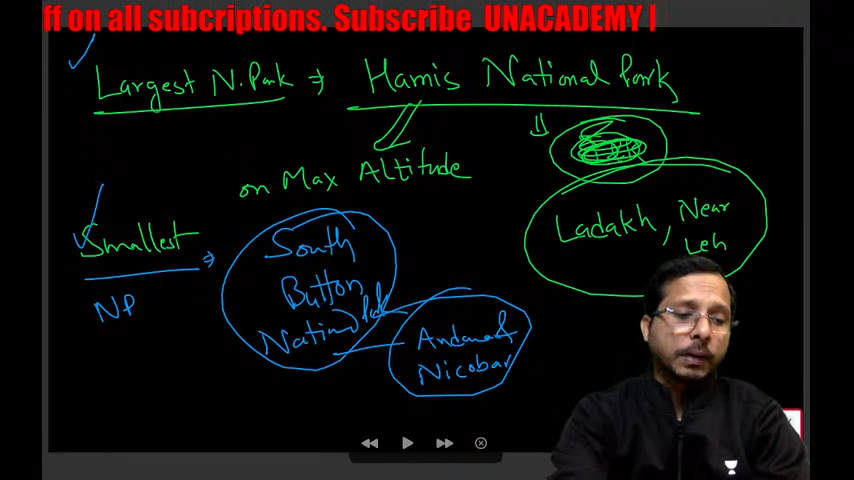 ff on all subcriptions. Subscribe UNACADEMY |
Largest N.Park ⇒ Hamis National Park
on Max Altitude
Ladakh, Near
Leh
Smallest ⇒
NP
South
Button
National Park
Andaman &
Nicobar